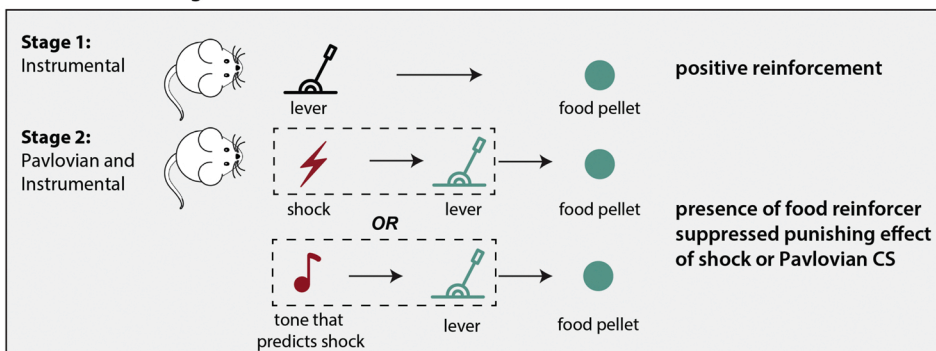 Stage 1:
Instrumental
lever
food pellet
positive reinforcement
Stage 2:
Pavlovian and
Instrumental
shock
lever
food pellet
OR
presence of food reinforcer
suppressed punishing effect
of shock or Pavlovian CS
tone that
predicts shock
lever
food pellet